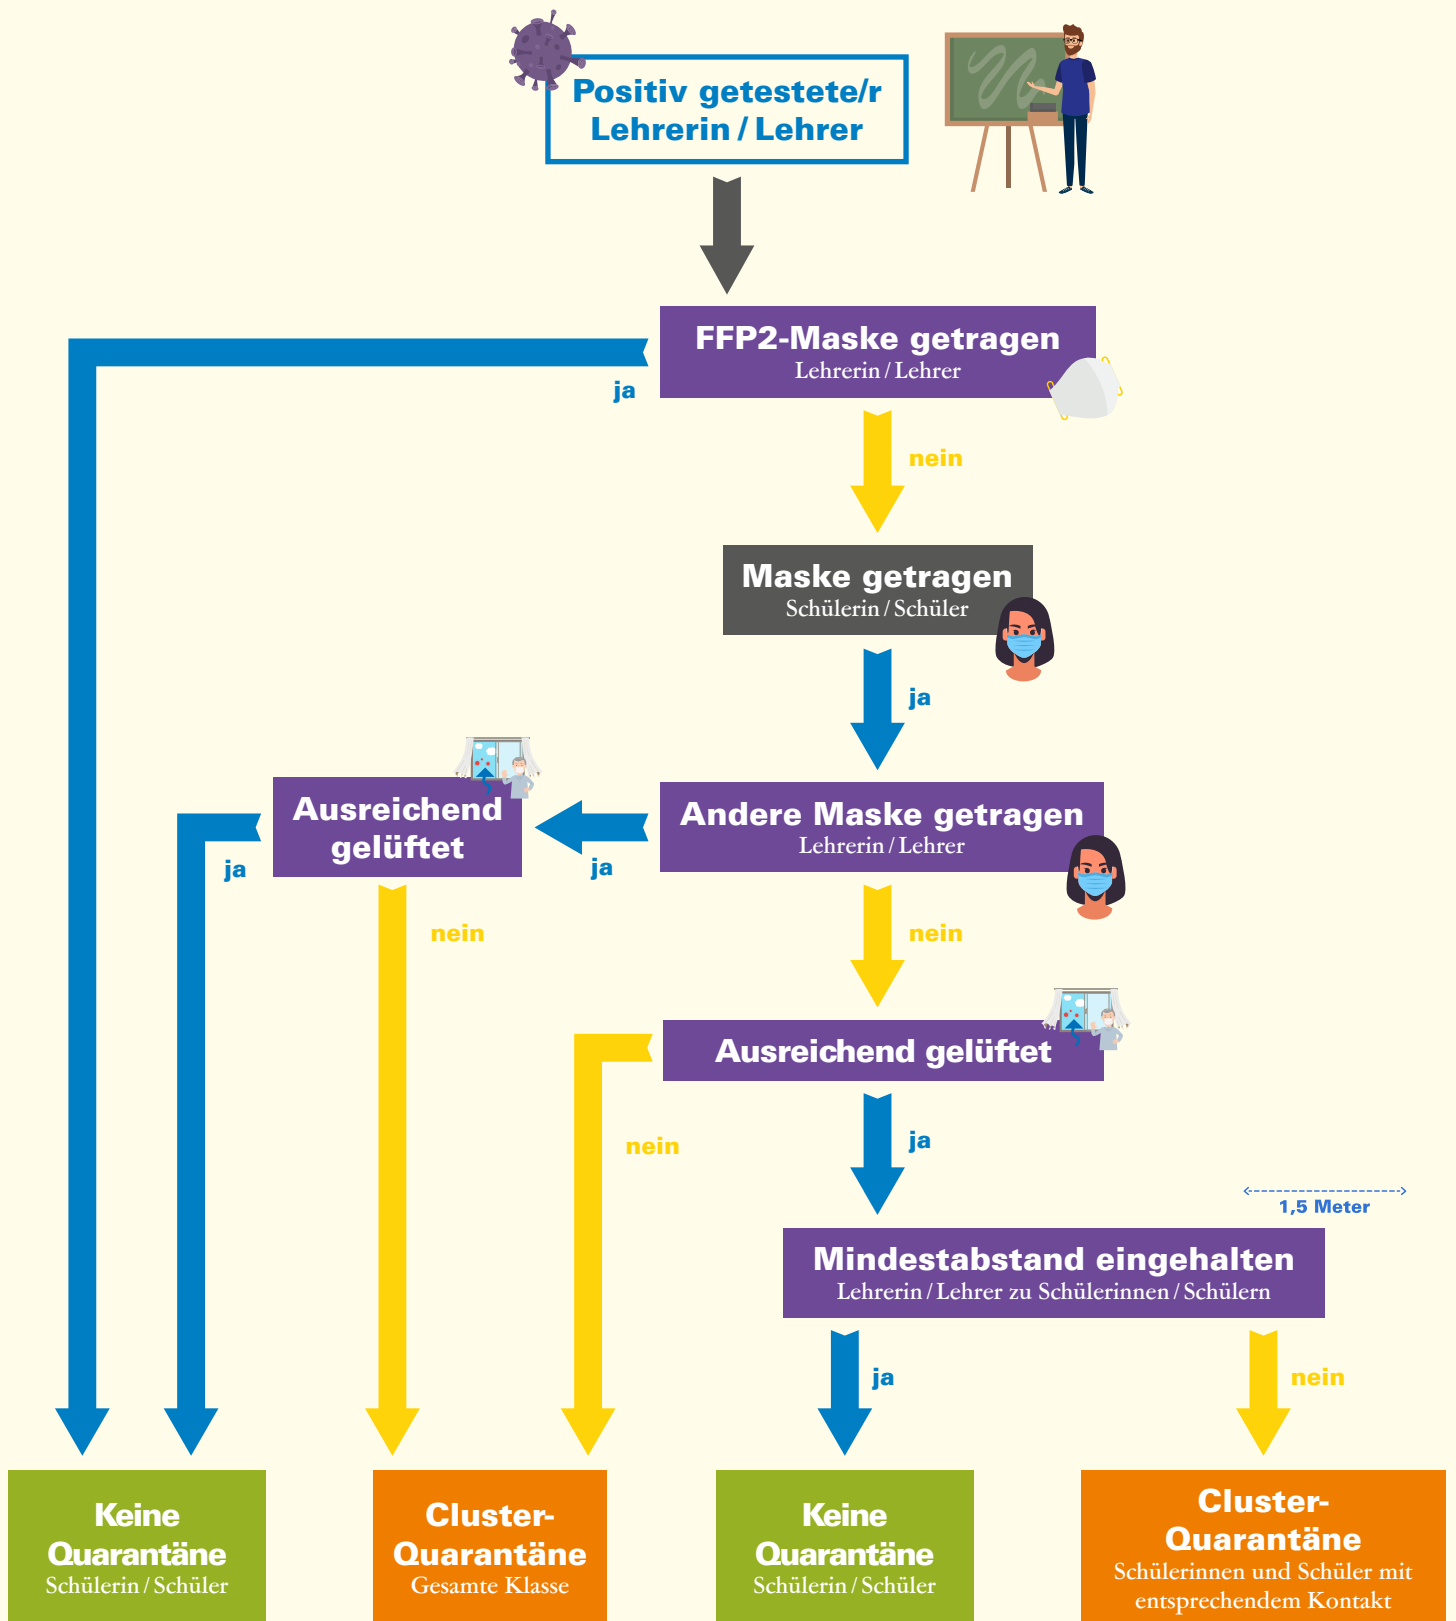 Positiv getestete/r
Lehrerin / Lehrer
FFP2-Maske getragen
Lehrerin / Lehrer
ja
nein
Maske getragen
Schülerin / Schüler
ja
Ausreichend
gelüftet
Andere Maske getragen
Lehrerin / Lehrer
ja
ja
nein
nein
Ausreichend gelüftet
nein
ja
1,5 Meter
Mindestabstand eingehalten
Lehrerin / Lehrer zu Schülerinnen / Schülern
ja
nein
Keine
Quarantäne
Schülerin / Schüler
Cluster-
Quarantäne
Gesamte Klasse
Keine
Quarantäne
Schülerin / Schüler
Cluster-
Quarantäne
Schülerinnen und Schüler mit
entsprechendem Kontakt